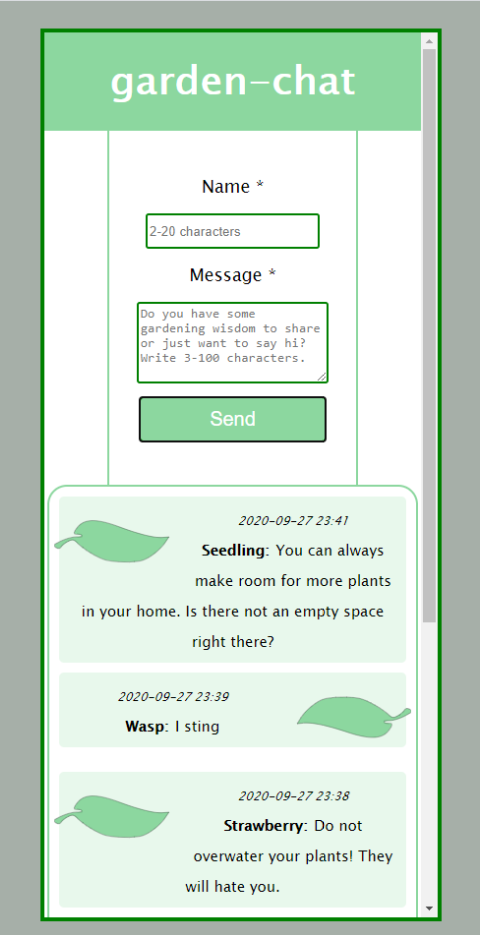 garden-chat
Name *
2-20 characters
Message *
Do you have some
gardening wisdom to share
or just want to say hi?
Write 3-100 characters.
Send
2020-09-27 23:41
Seedling: You can always
make room for more plants
in your home. Is there not an empty space
right there?
2020-09-27 23:39
Wasp: I sting
2020-09-27 23:38
Strawberry: Do not
overwater your plants! They
will hate you.